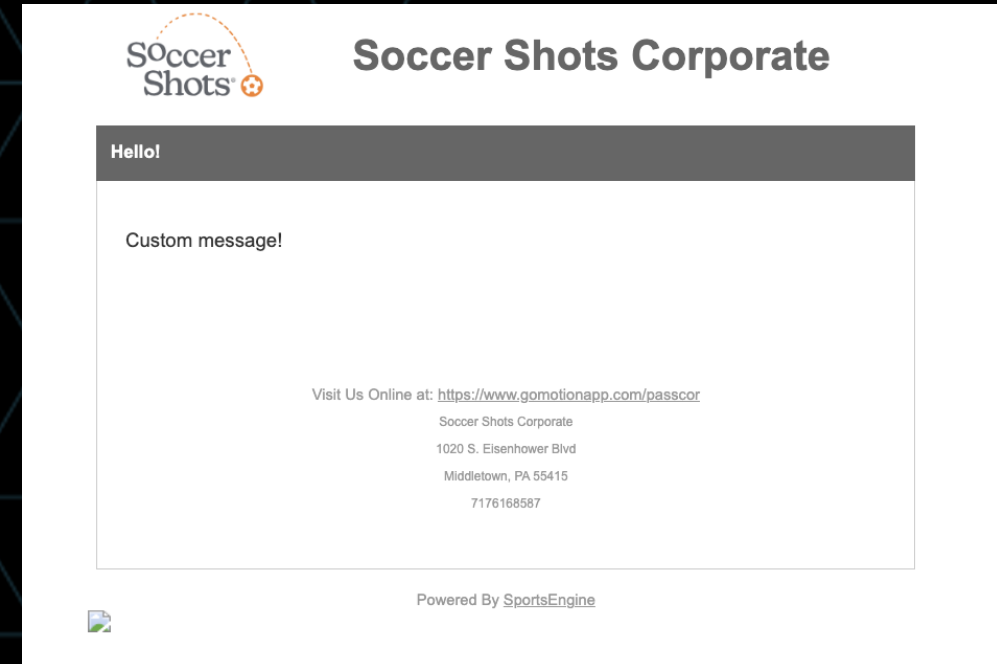 Soccer
Shots®
Soccer Shots Corporate
Hello!
Custom message!
Visit Us Online at: https://www.gomotionapp.com/passcor
Soccer Shots Corporate
1020 S. Eisenhower Blvd
Middletown, PA 55415
7176168587
Powered By SportsEngine